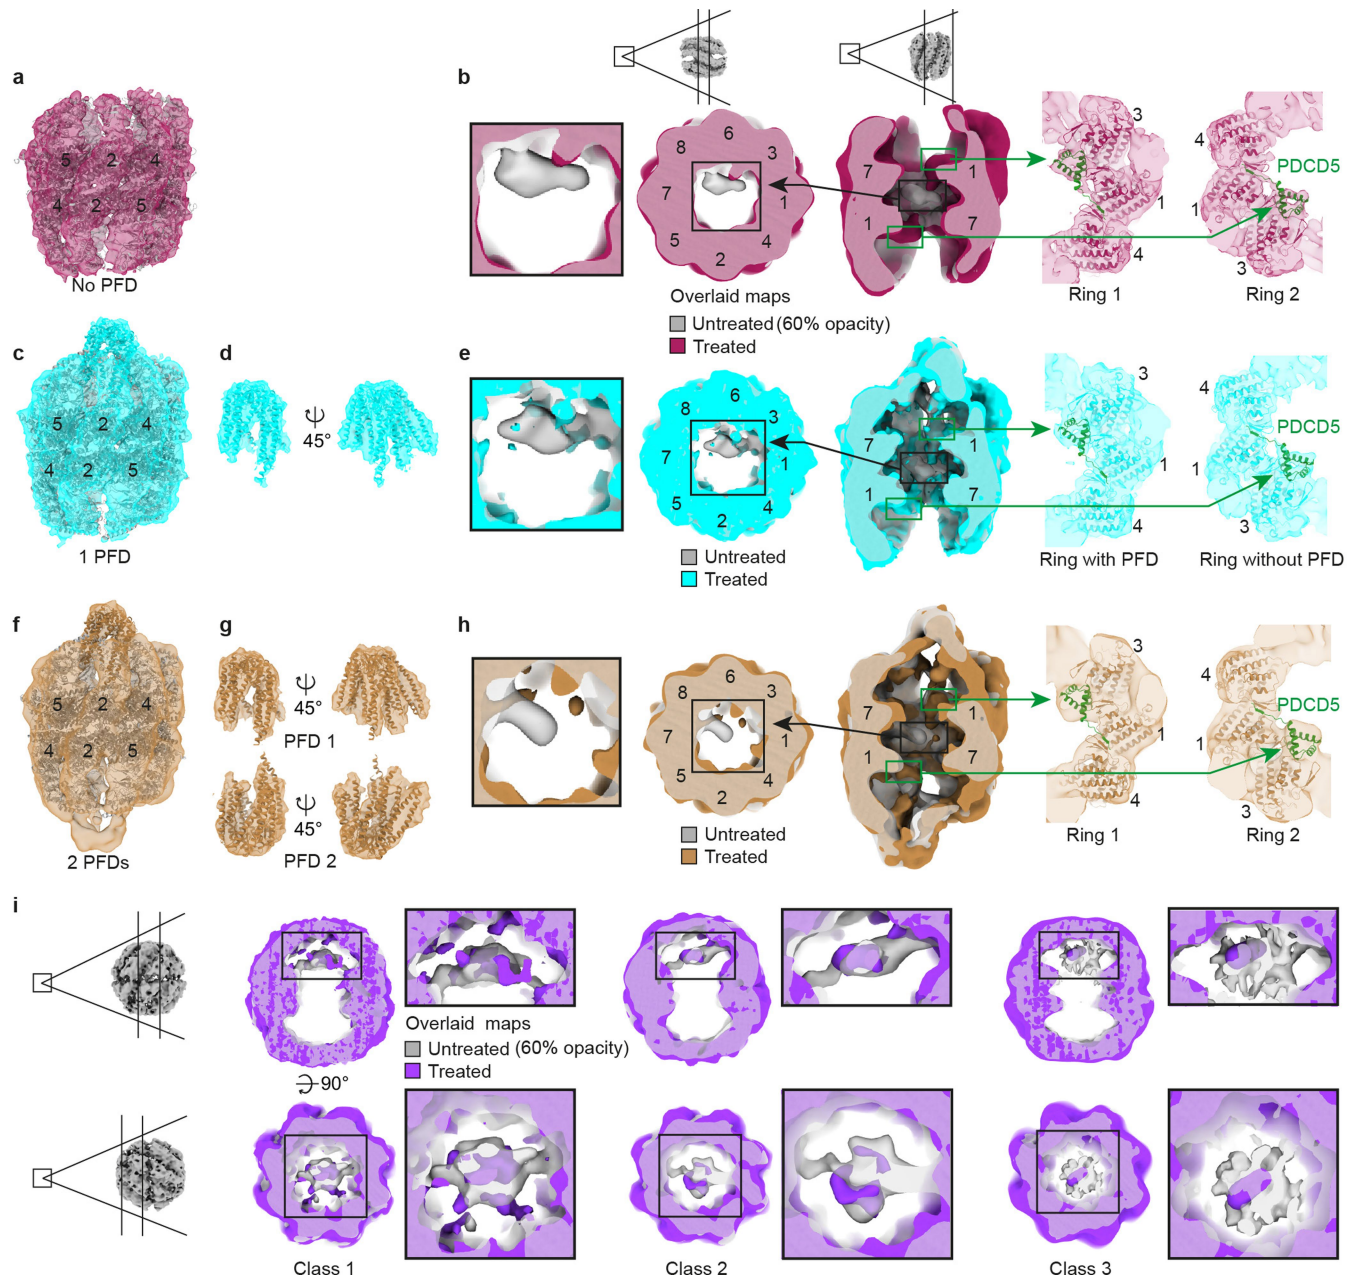 a
5 2 4
4 2 5
No PFD
b
6
8 3
7 1
5 4
2
7 1
1 7
3
1
4
Ring 1
4
PDCD5
1
3
Ring 2
Overlaid maps
Untreated (60% opacity)
Treated
c
5 2 4
4 2 5
1 PFD
d
45°
e
6
8 3
7 1
5 4
2
7 1
1 7
Untreated
Treated
3
1
4
Ring with PFD
4
PDCD5
1
3
Ring without PFD
f
5 2 4
4 2 5
2 PFDs
g
45°
PFD 1
45°
PFD 2
h
6
8 3
7 1
5 4
2
7 1
1 7
Untreated
Treated
3
1
4
Ring 1
4
PDCD5
1
3
Ring 2
i
Overlaid maps
Untreated (60% opacity)
Treated
90°
Class 1
Class 2
Class 3